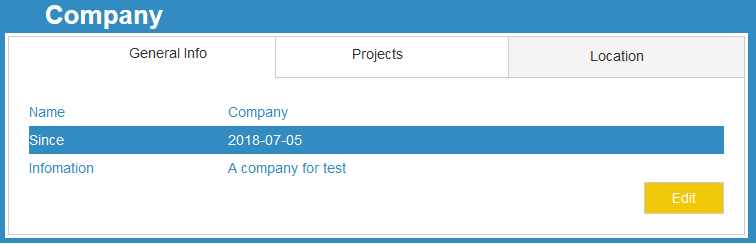 Company
General Info Projects Location
Name Company
Since 2018-07-05
Infomation A company for test
Edit